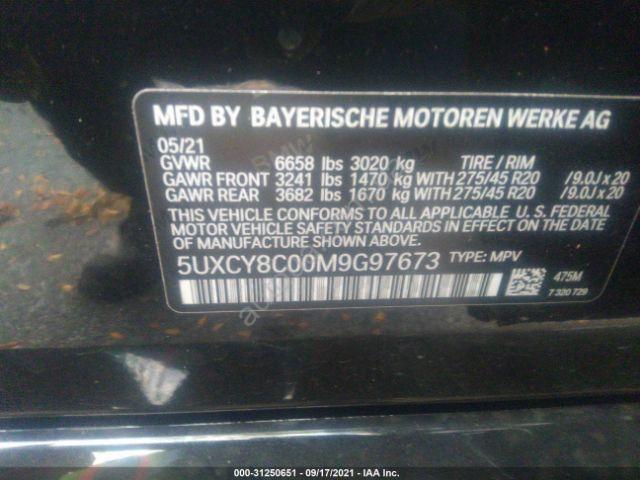 MFD BY BAYERISCHE MOTOREN WERKE AG
05/21
GVWR 6658 lbs 3020 kg TIRE / RIM
GAWR FRONT 3241 lbs 1470 kg WITH 275/45 R20 /9.0J x 20
GAWR REAR 3682 lbs 1670 kg WITH 275/45 R20 /9.0J x 20
THIS VEHICLE CONFORMS TO ALL APPLICABLE U. S. FEDERAL
MOTOR VEHICLE SAFETY STANDARDS IN EFFECT ON THE DATE
OF MANUFACTURE SHOWN ABOVE.
5UXCY8C00M9G97673 TYPE: MPV
475M
7 320 729
000-31250651 - 09/17/2021 - IAA Inc.